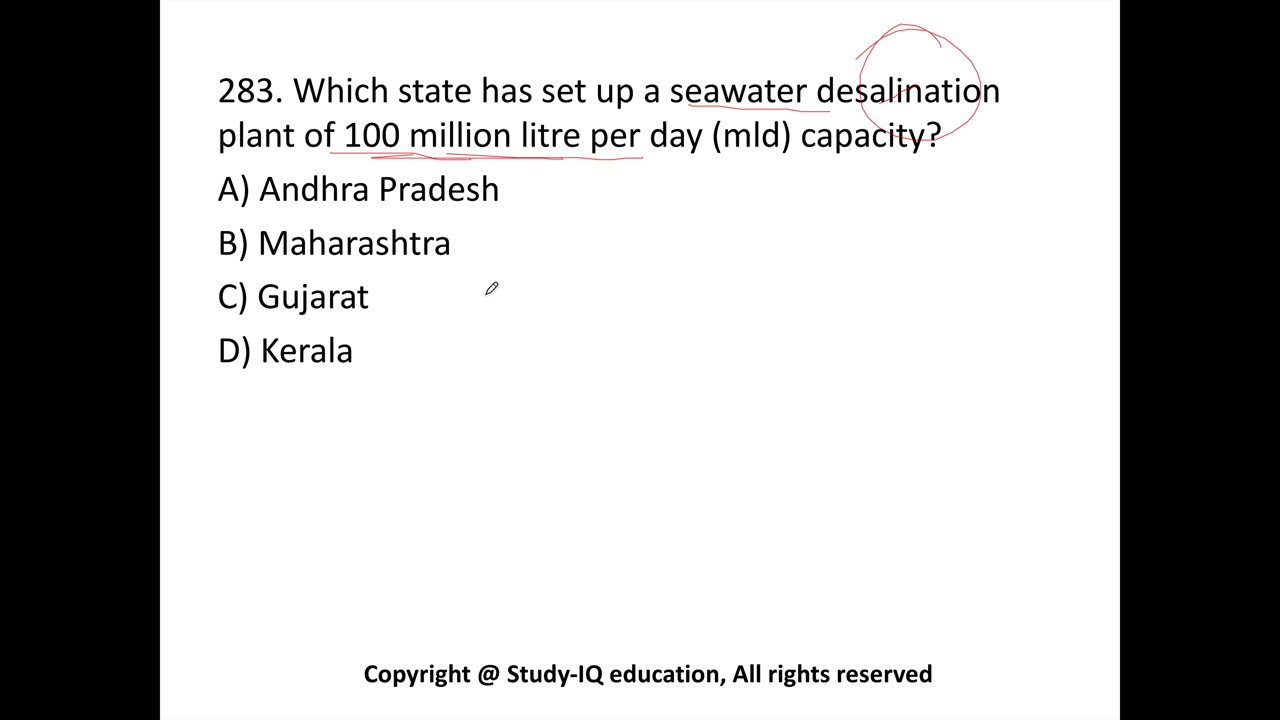 283. Which state has set up a seawater desalination
plant of 100 million litre per day (mld) capacity?
A) Andhra Pradesh
B) Maharashtra
C) Gujarat
D) Kerala
Copyright @ Study-IQ education, All rights reserved